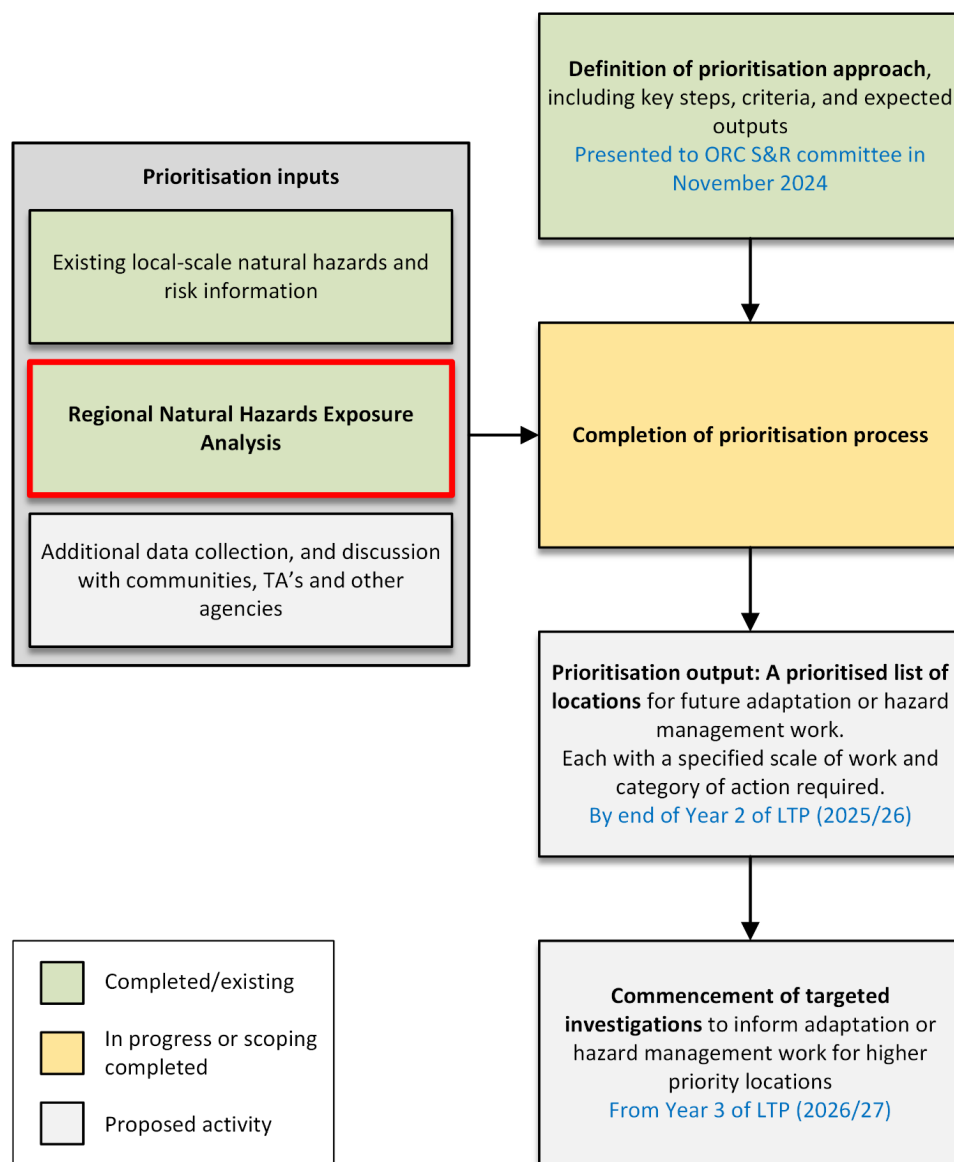 Definition of prioritisation approach,
including key steps, criteria, and expected
outputs
Presented to ORC S&R committee in
November 2024
Prioritisation inputs
Existing local-scale natural hazards and
risk information
Regional Natural Hazards Exposure
Analysis
Additional data collection, and discussion
with communities, TA's and other
agencies
Completion of prioritisation process
Prioritisation output: A prioritised list of
locations for future adaptation or hazard
management work.
Each with a specified scale of work and
category of action required.
By end of Year 2 of LTP (2025/26)
Commencement of targeted
investigations to inform adaptation or
hazard management work for higher
priority locations
From Year 3 of LTP (2026/27)
Completed/existing
In progress or scoping
completed
Proposed activity